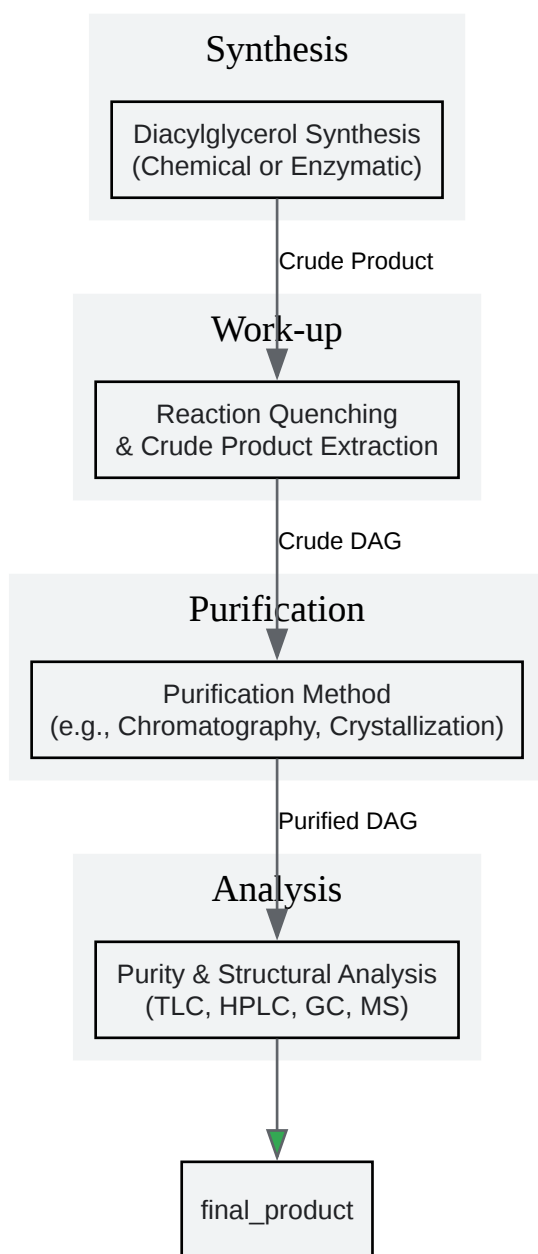 Synthesis
Diacylglycerol Synthesis
(Chemical or Enzymatic)
Crude Product
Work-up
Reaction Quenching
& Crude Product Extraction
Crude DAG
Purification
Purification Method
(e.g., Chromatography, Crystallization)
Purified DAG
Analysis
Purity & Structural Analysis
(TLC, HPLC, GC, MS)
final_product